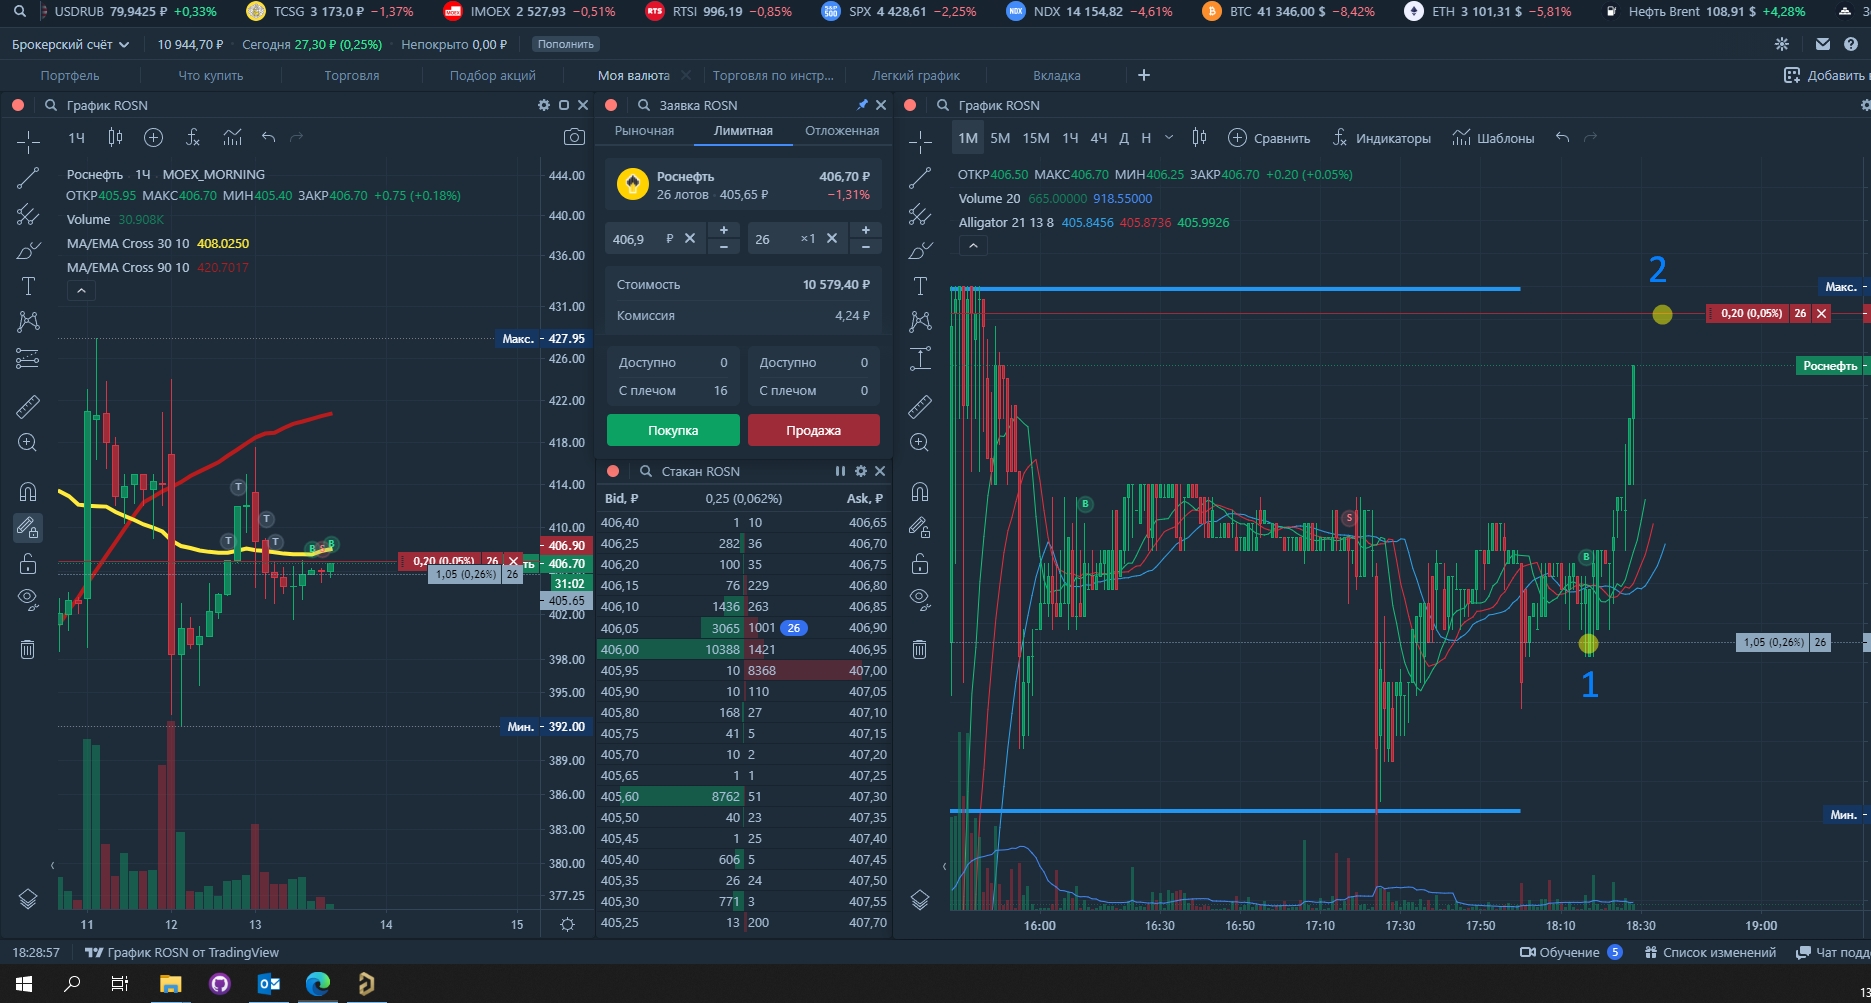 USDRUB 79,9425 ₽ +0,33% TCSG 3 173,0 ₽ −1,37% IMOEX 2 527,93 −0,51% RTSI 996,19 −0,85% SPX 4 428,61 −2,25% NDX 14 154,82 −4,61% BTC 41 346,00 $ −8,42% ETH 3 101,31 $ −5,81% Нефть Brent 108,91 $ +4,28%
Брокерский счёт 10 944,70 ₽ · Сегодня 27,30 ₽ (0,25%) · Непокрыто 0,00 ₽ Пополнить
Портфель Что купить Торговля Подбор акций Моя валюта Торговля по инстр... Легкий график Вкладка + Добавить
График ROSN
1Ч
Роснефть · 1Ч · MOEX_MORNING
ОТКР405.95 МАКС406.70 МИН405.40 ЗАКР406.70 +0.75 (+0.18%)
Volume 30.908K
MA/EMA Cross 30 10 408.0250
MA/EMA Cross 90 10 420.7017
444.00
440.00
436.00
431.00
Макс. 427.95
426.00
422.00
418.00
414.00
410.00
406.90
0,20 (0,05%) 26 ть 406.70
31:02
1,05 (0,26%) 26
405.65
402.00
398.00
395.00
Мин. 392.00
389.00
386.00
383.00
380.00
377.25
T
T
T
T
B
B
11 12 13 14 15
Заявка ROSN
Рыночная Лимитная Отложенная
Роснефть 406,70 ₽
26 лотов · 405,65 ₽ −1,31%
406,9 ₽ 26 ×1
Стоимость 10 579,40 ₽
Комиссия 4,24 ₽
Доступно 0 Доступно 0
С плечом 16 С плечом 0
Покупка Продажа
Стакан ROSN
Bid, ₽ 0,25 (0,062%) Ask, ₽
406,40 1 10 406,65
406,25 282 36 406,70
406,20 100 35 406,75
406,15 76 229 406,80
406,10 1436 263 406,85
406,05 3065 1001 26 406,90
406,00 10388 1421 406,95
405,95 10 8368 407,00
405,90 10 110 407,05
405,80 168 27 407,10
405,75 41 5 407,15
405,70 10 2 407,20
405,65 1 1 407,25
405,60 8762 51 407,30
405,50 40 23 407,35
405,45 1 25 407,40
405,40 606 5 407,45
405,35 26 24 407,50
405,30 771 3 407,55
405,25 13 200 407,70
График ROSN
1М 5М 15М 1Ч 4Ч Д Н Сравнить Индикаторы Шаблоны
ОТКР406.50 МАКС406.70 МИН406.25 ЗАКР406.70 +0.20 (+0.05%)
Volume 20 665.00000 918.55000
Alligator 21 13 8 405.8456 405.8736 405.9926
2
Макс.
0,20 (0,05%) 26
Роснефть
B
S
B
1,05 (0,26%) 26
1
Мин.
16:00 16:30 16:50 17:10 17:30 17:50 18:10 18:30 19:00
18:28:57 График ROSN от TradingView Обучение 5 Список изменений Чат